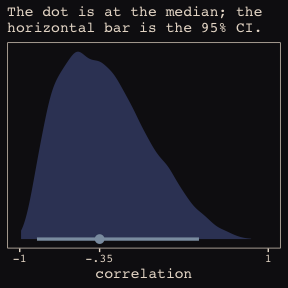 The dot is at the median; the
horizontal bar is the 95% CI.
-1 -.35 1
correlation